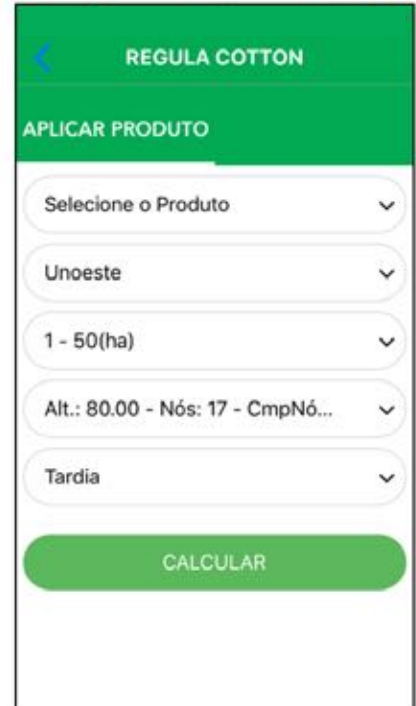 REGULA COTTON
APLICAR PRODUTO
Selecione o Produto
Unoeste
1 - 50(ha)
Alt.: 80.00 - Nós: 17 - CmpNó...
Tardia
CALCULAR